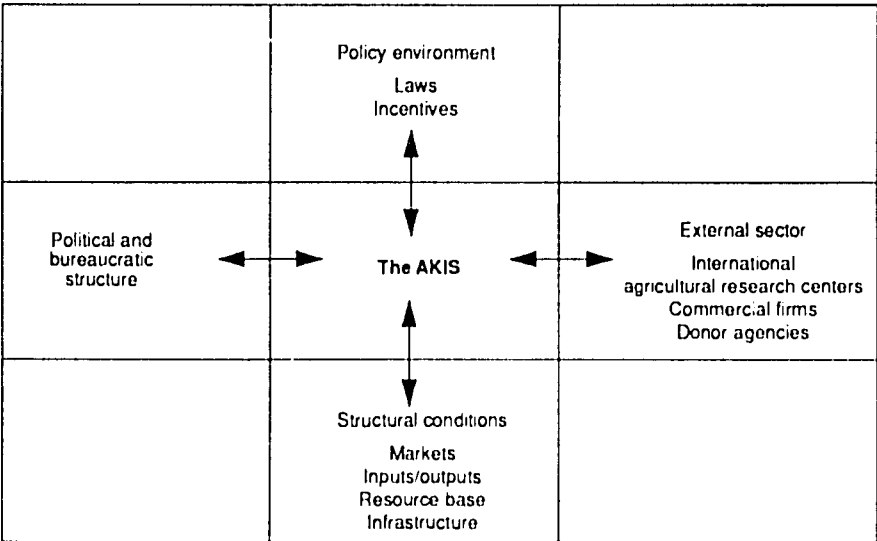 Policy environment
Laws
Incentives
Political and
bureaucratic
structure
The AKIS
External sector
International
agricultural research centers
Commercial firms
Donor agencies
Structural conditions
Markets
Inputs/outputs
Resource base
Infrastructure